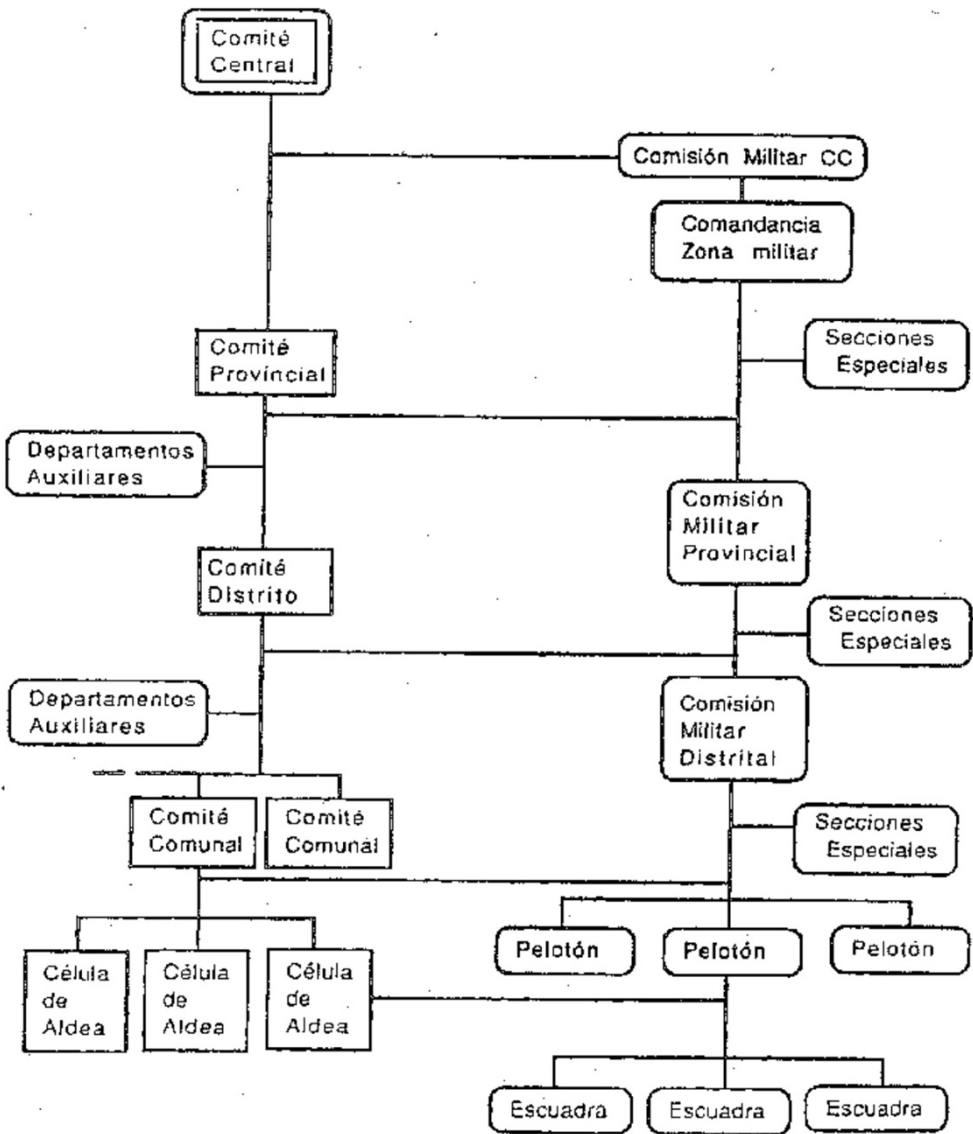 Comité
Central
Comisión Militar CC
Comandancia
Zona militar
Comité
Provincial
Secciones
Especiales
Departamentos
Auxiliares
Comisión
Militar
Provincial
Comité
Distrito
Secciones
Especiales
Departamentos
Auxiliares
Comisión
Militar
Distrital
Comité
Comunal
Comité
Comunal
Secciones
Especiales
Pelotón
Pelotón
Pelotón
Célula
de
Aldea
Célula
de
Aldea
Célula
de
Aldea
Escuadra
Escuadra
Escuadra